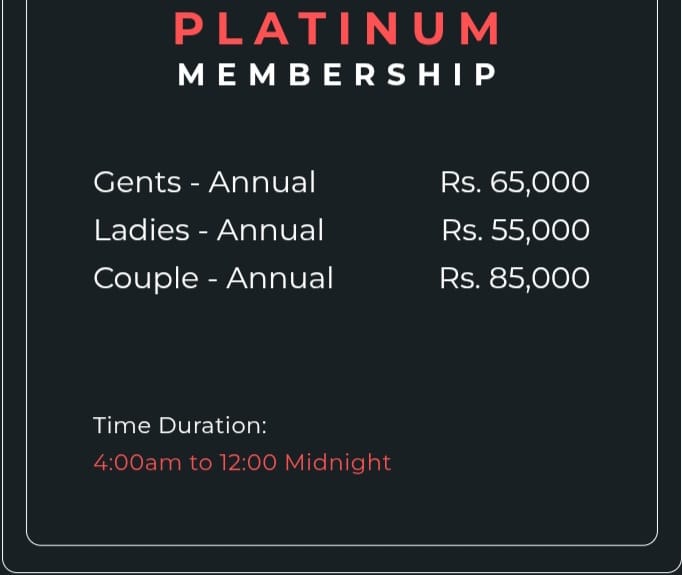 PLATINUM
MEMBERSHIP
Gents - Annual Rs. 65,000
Ladies - Annual Rs. 55,000
Couple - Annual Rs. 85,000
Time Duration:
4:00am to 12:00 Midnight